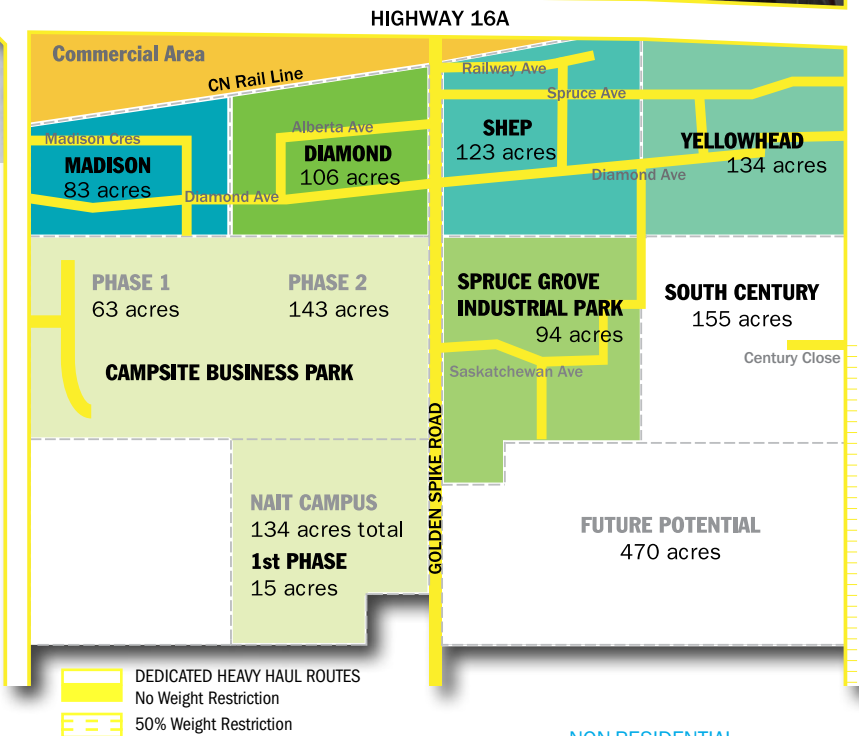 HIGHWAY 16A
Commercial Area
CN Rail Line
Railway Ave
Spruce Ave
Madison Cres
MADISON
83 acres
Alberta Ave
DIAMOND
106 acres
Diamond Ave
SHEP
123 acres
YELLOWHEAD
134 acres
Diamond Ave
PHASE 1
63 acres
PHASE 2
143 acres
CAMPSITE BUSINESS PARK
SPRUCE GROVE
INDUSTRIAL PARK
94 acres
Saskatchewan Ave
SOUTH CENTURY
155 acres
Century Close
GOLDEN SPIKE ROAD
NAIT CAMPUS
134 acres total
1st PHASE
15 acres
FUTURE POTENTIAL
470 acres
DEDICATED HEAVY HAUL ROUTES
No Weight Restriction
50% Weight Restriction
NON RESIDENTIAL